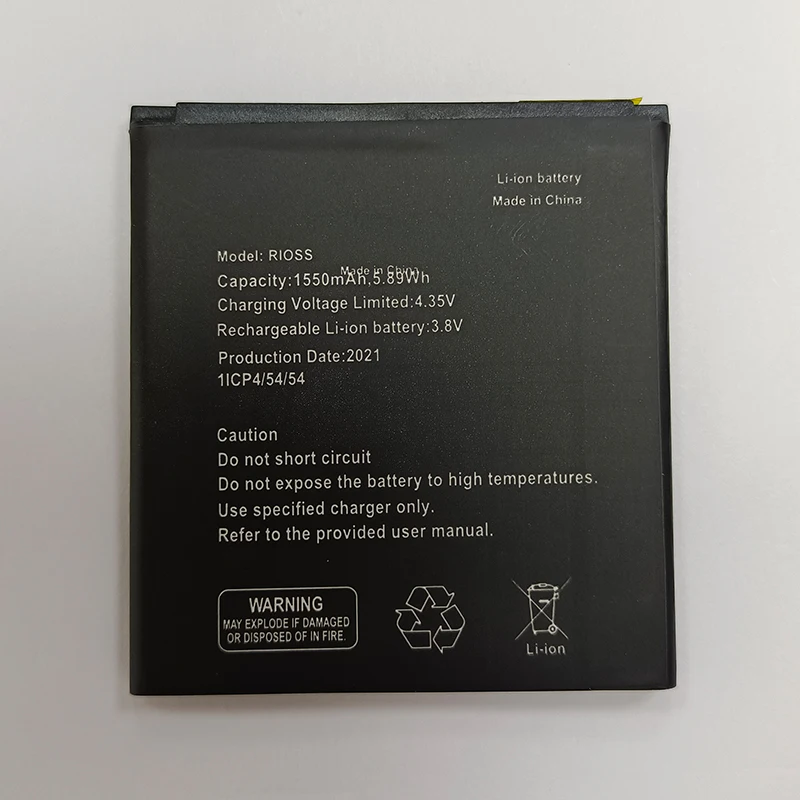 Li-ion battery
Made in China
Model: RIOSS
Made in China
Capacity:1550mAh,5.89Wh
Charging Voltage Limited:4.35V
Rechargeable Li-ion battery:3.8V
Production Date:2021
1ICP4/54/54
Caution
Do not short circuit
Do not expose the battery to high temperatures.
Use specified charger only.
Refer to the provided user manual.
WARNING
MAY EXPLODE IF DAMAGED
OR DISPOSED OF IN FIRE.
Li-ion